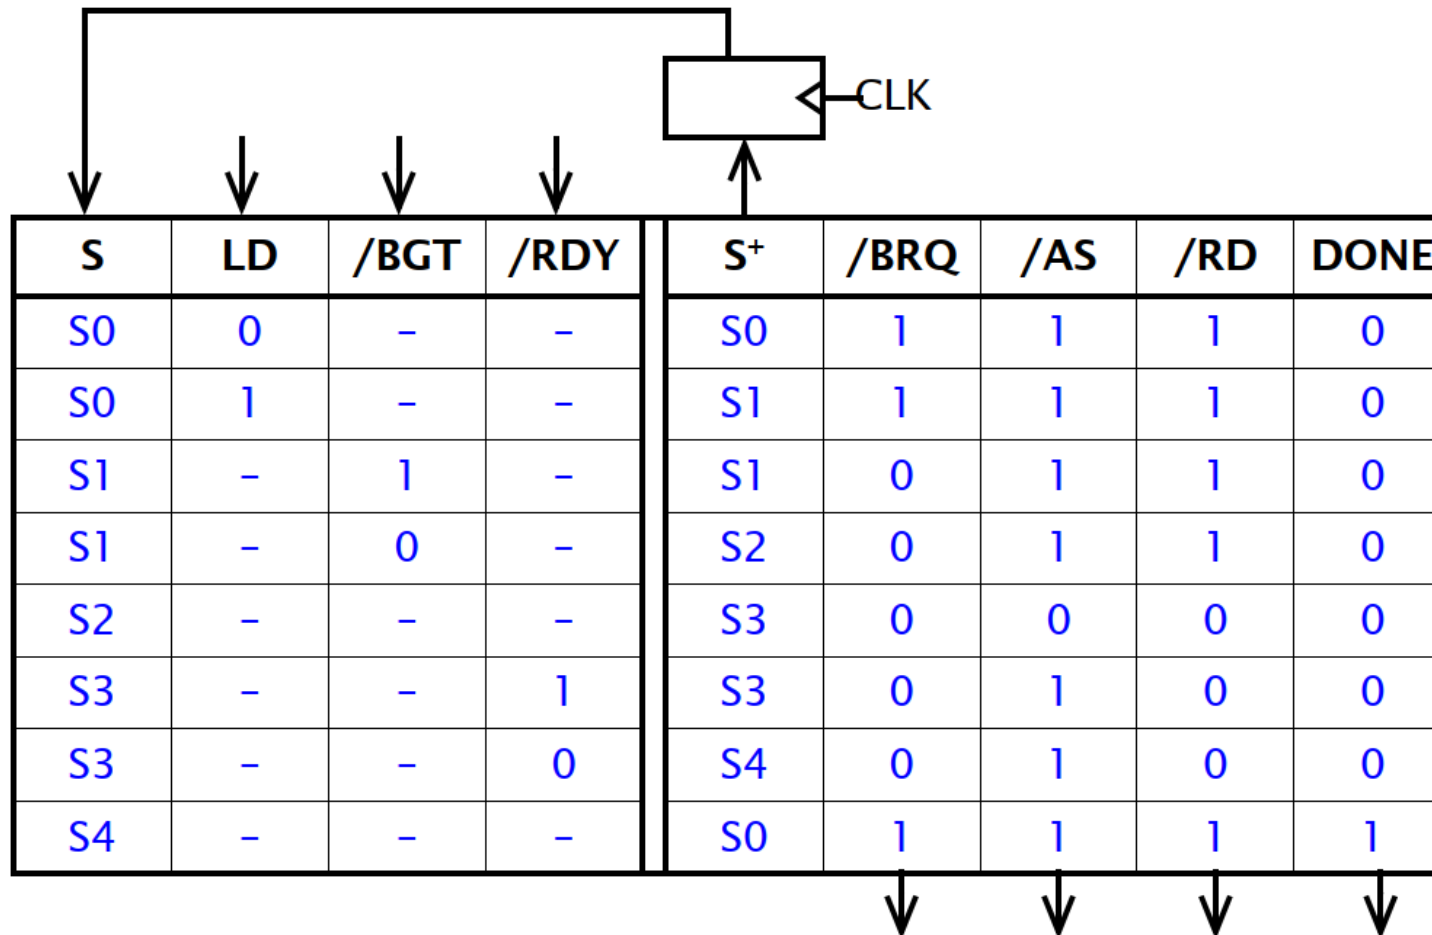 CLK
S LD /BGT /RDY S⁺ /BRQ /AS /RD DONE
S0 0 – – S0 1 1 1 0
S0 1 – – S1 1 1 1 0
S1 – 1 – S1 0 1 1 0
S1 – 0 – S2 0 1 1 0
S2 – – – S3 0 0 0 0
S3 – – 1 S3 0 1 0 0
S3 – – 0 S4 0 1 0 0
S4 – – – S0 1 1 1 1